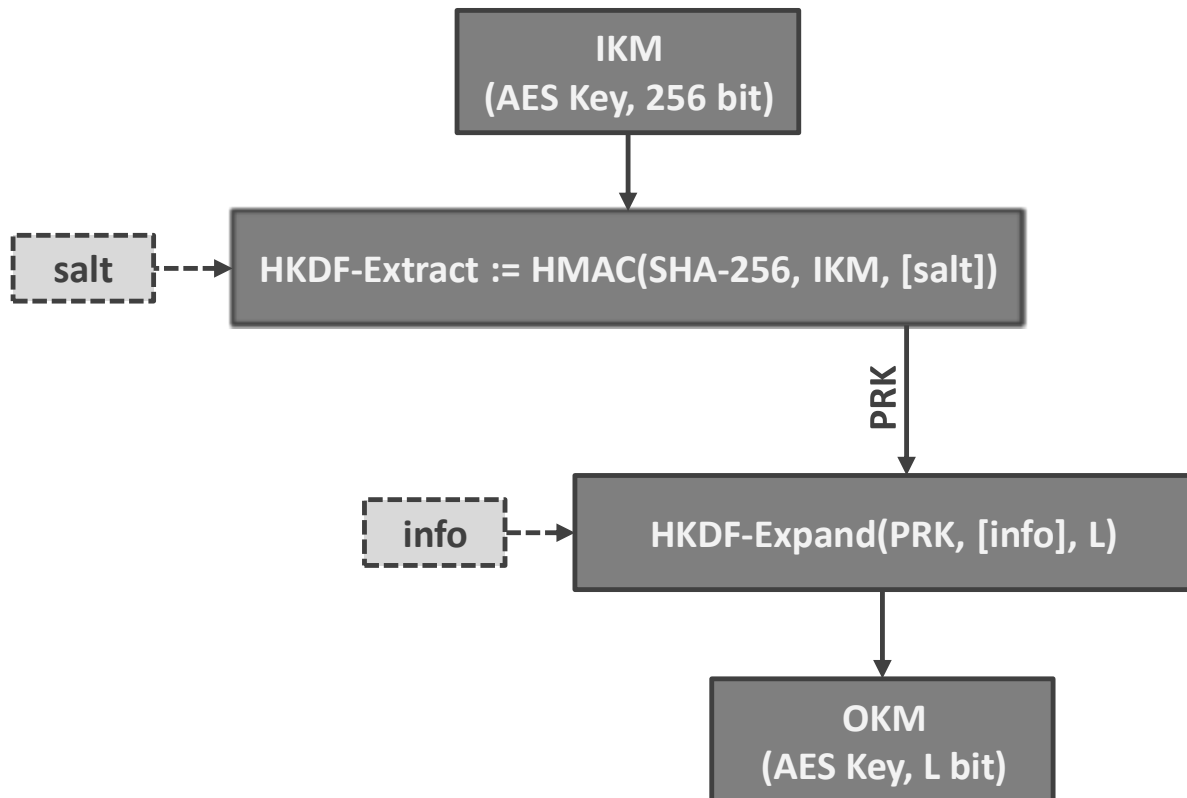 IKM
(AES Key, 256 bit)
salt
HKDF-Extract := HMAC(SHA-256, IKM, [salt])
PRK
info
HKDF-Expand(PRK, [info], L)
OKM
(AES Key, L bit)